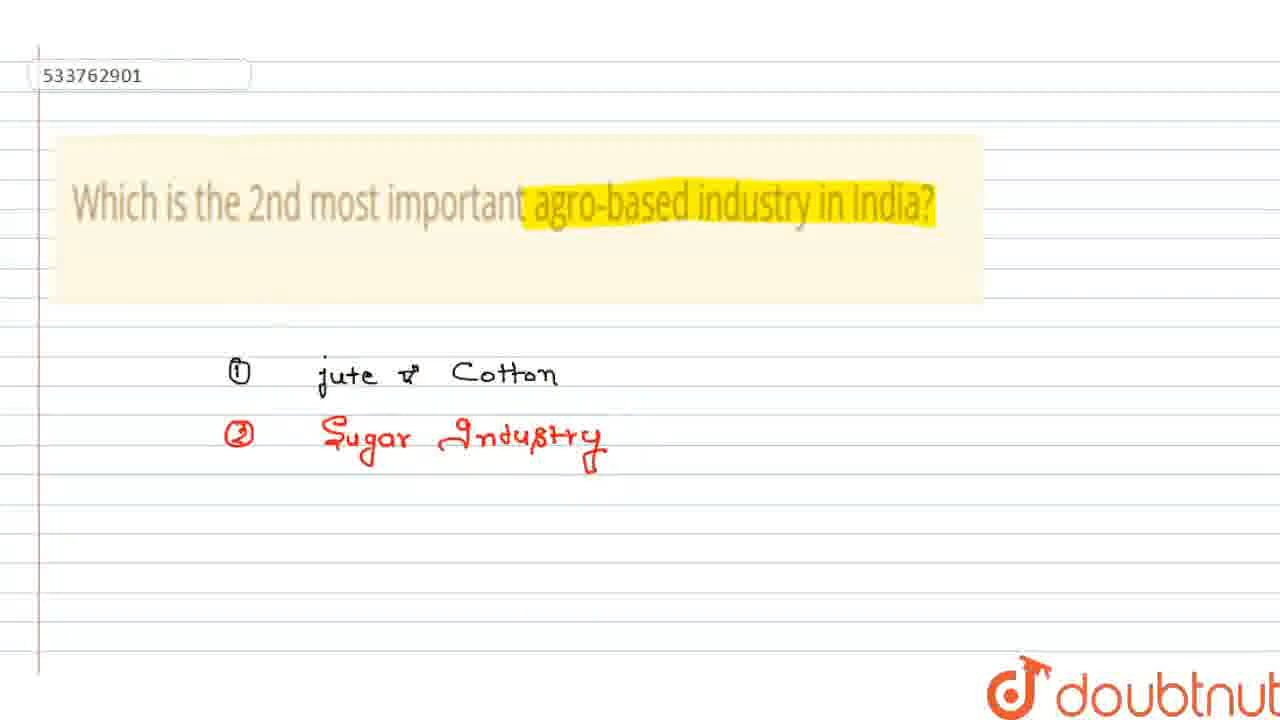 533762901
Which is the 2nd most important agro-based industry in India?
① jute & Cotton
② Sugar Industry
doubtnut